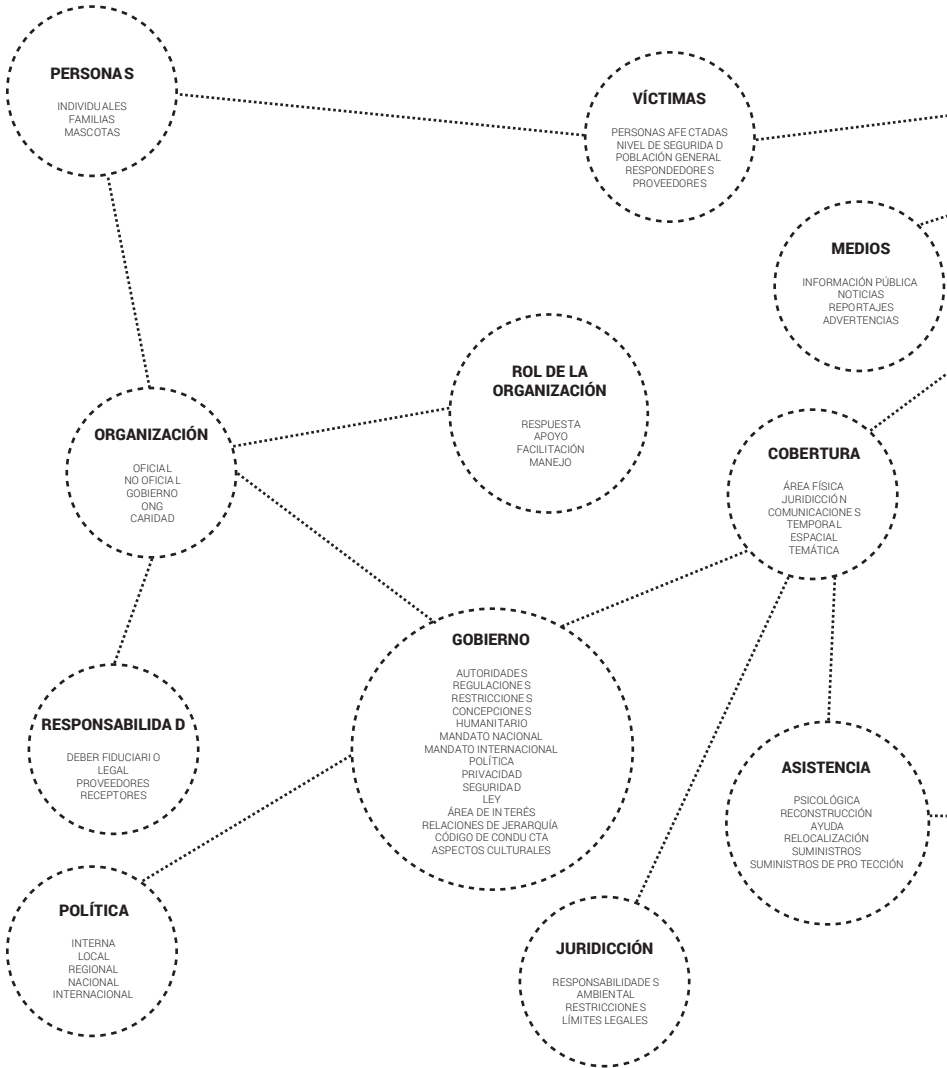 PERSONAS
INDIVIDUALES
FAMILIAS
MASCOTAS
VÍCTIMAS
PERSONAS AFECTADAS
NIVEL DE SEGURIDAD
POBLACIÓN GENERAL
RESPONDEDORES
PROVEEDORES
MEDIOS
INFORMACIÓN PÚBLICA
NOTICIAS
REPORTAJES
ADVERTENCIAS
ROL DE LA
ORGANIZACIÓN
RESPUESTA
APOYO
FACILITACIÓN
MANEJO
ORGANIZACIÓN
OFICIAL
NO OFICIAL
GOBIERNO
ONG
CARIDAD
COBERTURA
ÁREA FÍSICA
JURIDICCIÓN
COMUNICACIONES
TEMPORAL
ESPACIAL
TEMÁTICA
GOBIERNO
AUTORIDADES
REGULACIONES
RESTRICCIONES
CONCEPCIONES
HUMANITARIO
MANDATO NACIONAL
MANDATO INTERNACIONAL
POLÍTICA
PRIVACIDAD
SEGURIDAD
LEY
ÁREA DE INTERÉS
RELACIONES DE JERARQUÍA
CÓDIGO DE CONDUCTA
ASPECTOS CULTURALES
RESPONSABILIDAD
DEBER FIDUCIARIO
LEGAL
PROVEEDORES
RECEPTORES
ASISTENCIA
PSICOLÓGICA
RECONSTRUCCIÓN
AYUDA
RELOCALIZACIÓN
SUMINISTROS
SUMINISTROS DE PROTECCIÓN
POLÍTICA
INTERNA
LOCAL
REGIONAL
NACIONAL
INTERNACIONAL
JURIDICCIÓN
RESPONSABILIDADES
AMBIENTAL
RESTRICCIONES
LÍMITES LEGALES